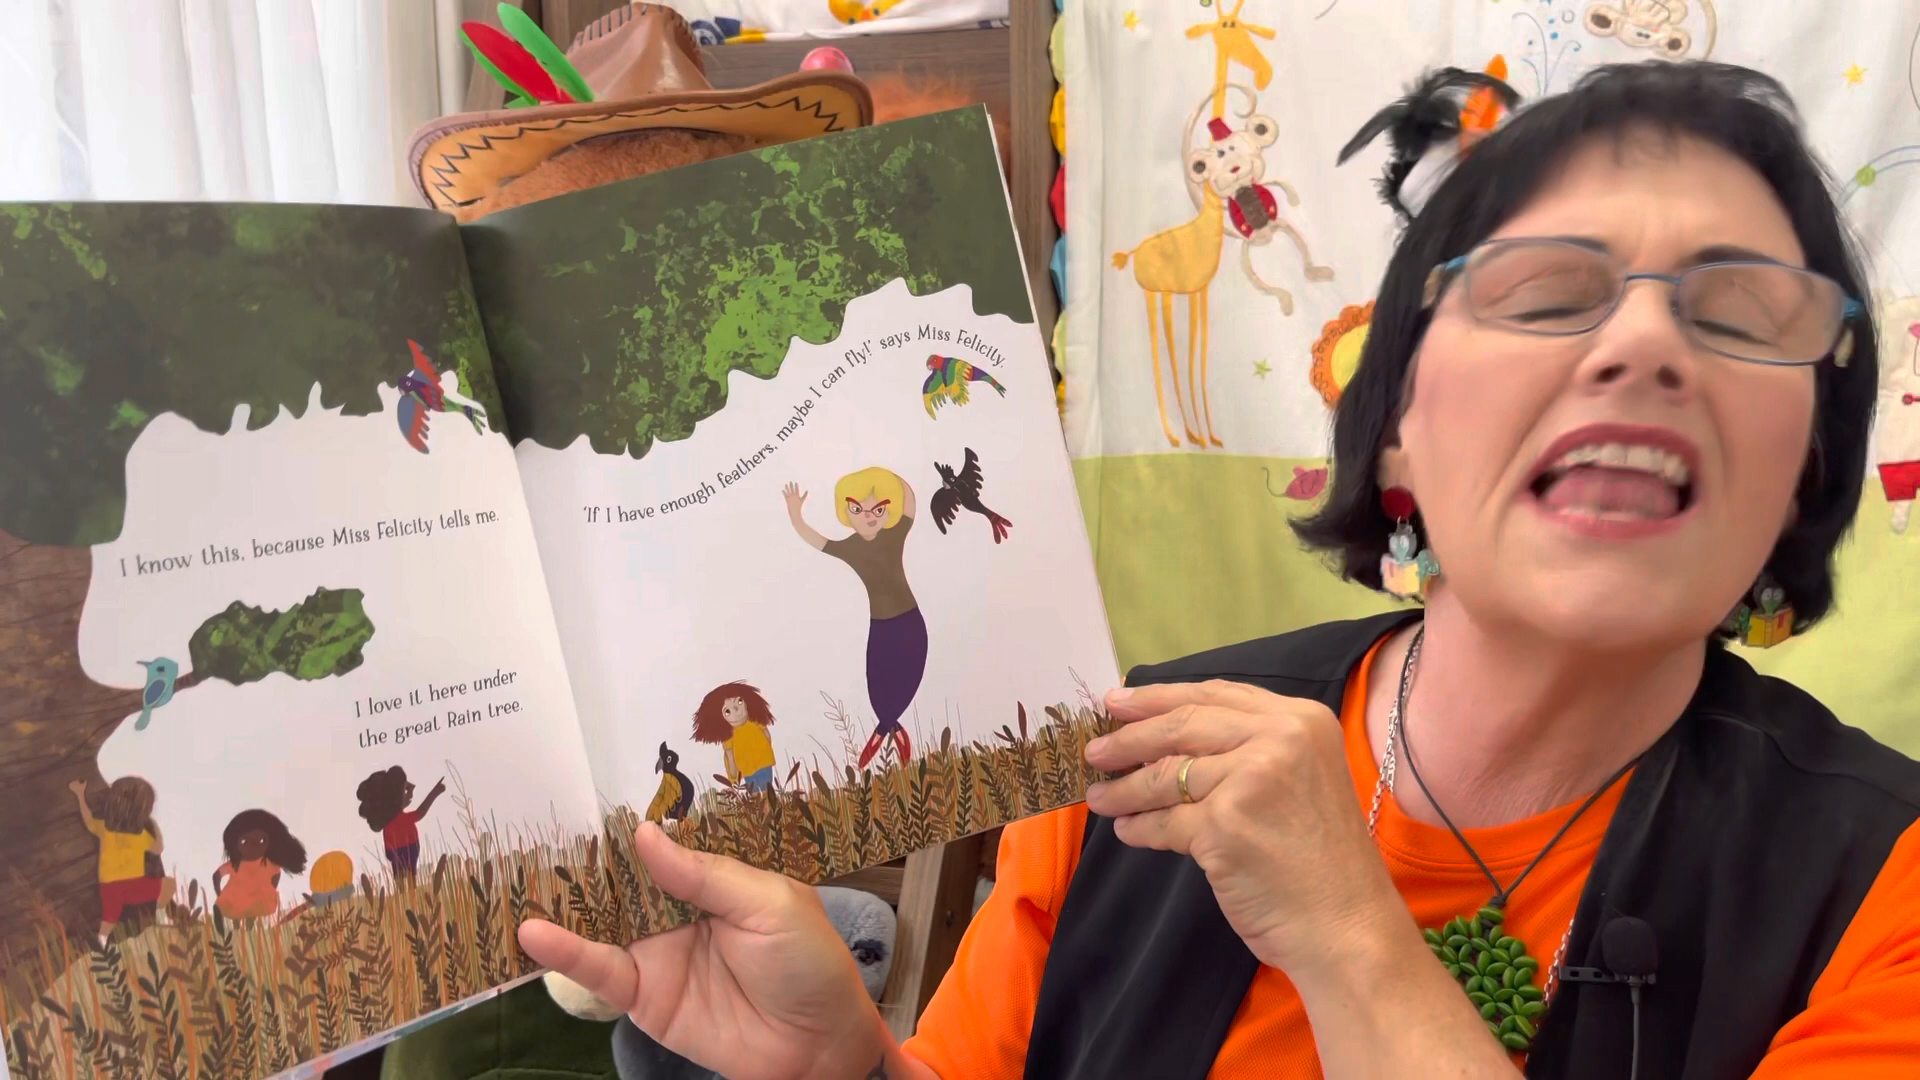 I know this, because Miss Felicity tells me.
I love it here under
the great Rain tree.
'If I have enough feathers, maybe I can fly!' says Miss Felicity.